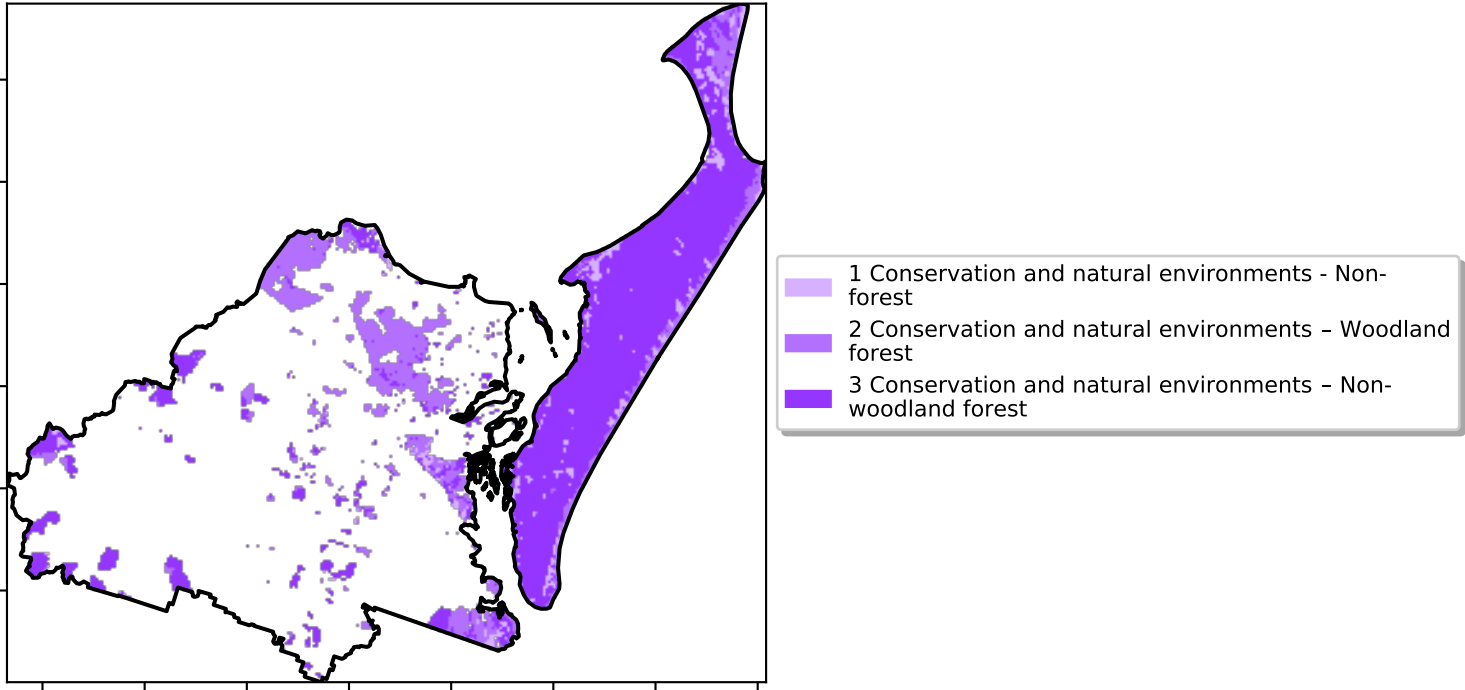 1 Conservation and natural environments - Non-
forest
2 Conservation and natural environments – Woodland
forest
3 Conservation and natural environments – Non-
woodland forest